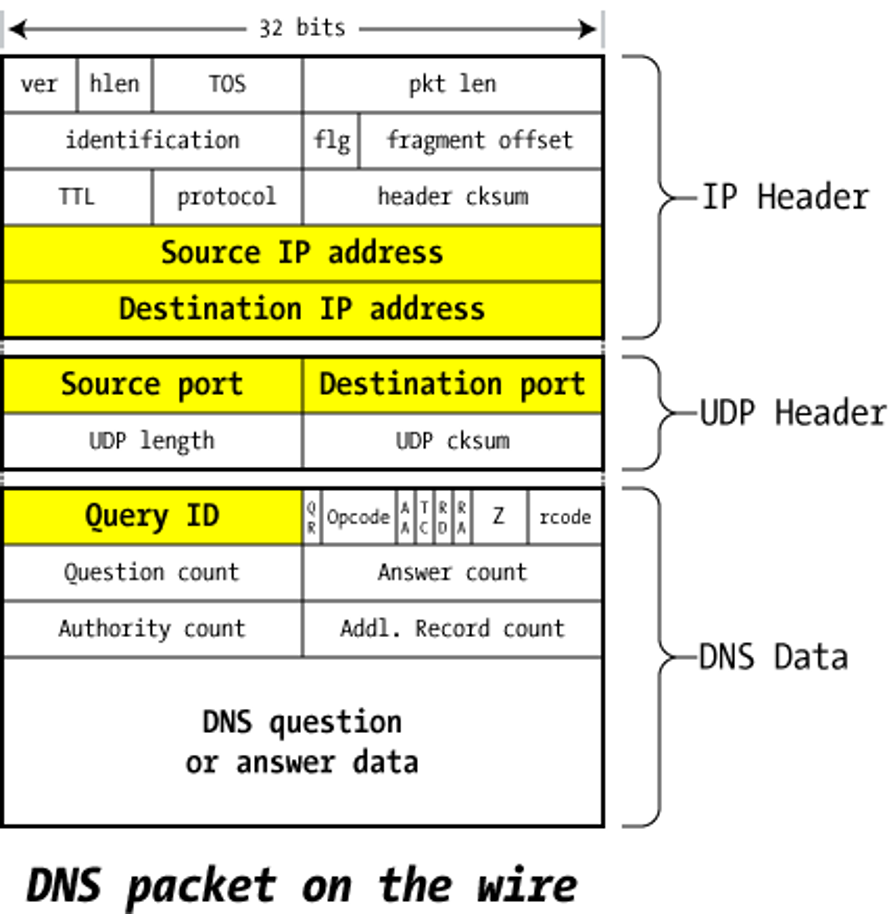 32 bits
ver hlen TOS pkt len
identification flg fragment offset
TTL protocol header cksum
IP Header
Source IP address
Destination IP address
Source port Destination port
UDP Header
UDP length UDP cksum
Query ID QR Opcode AA TC RD RA Z rcode
Question count Answer count
Authority count Addl. Record count
DNS Data
DNS question
or answer data
DNS packet on the wire